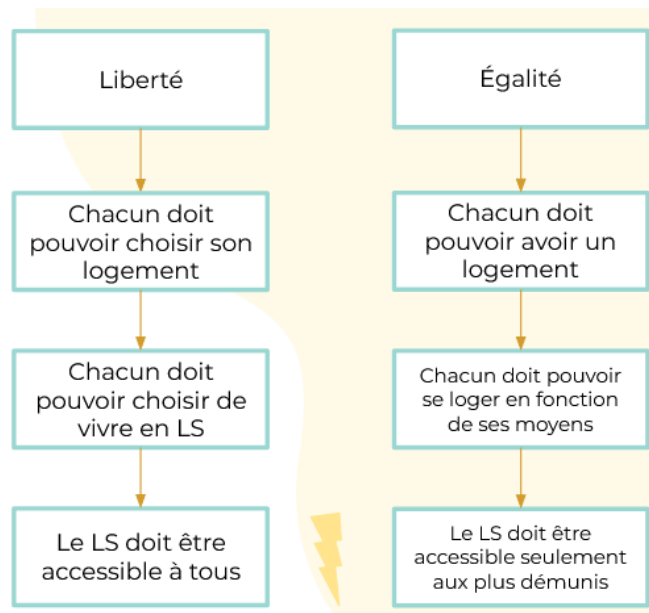 Liberté
Chacun doit
pouvoir choisir son
logement
Chacun doit
pouvoir choisir de
vivre en LS
Le LS doit être
accessible à tous
Égalité
Chacun doit
pouvoir avoir un
logement
Chacun doit pouvoir
se loger en fonction
de ses moyens
Le LS doit être
accessible seulement
aux plus démunis